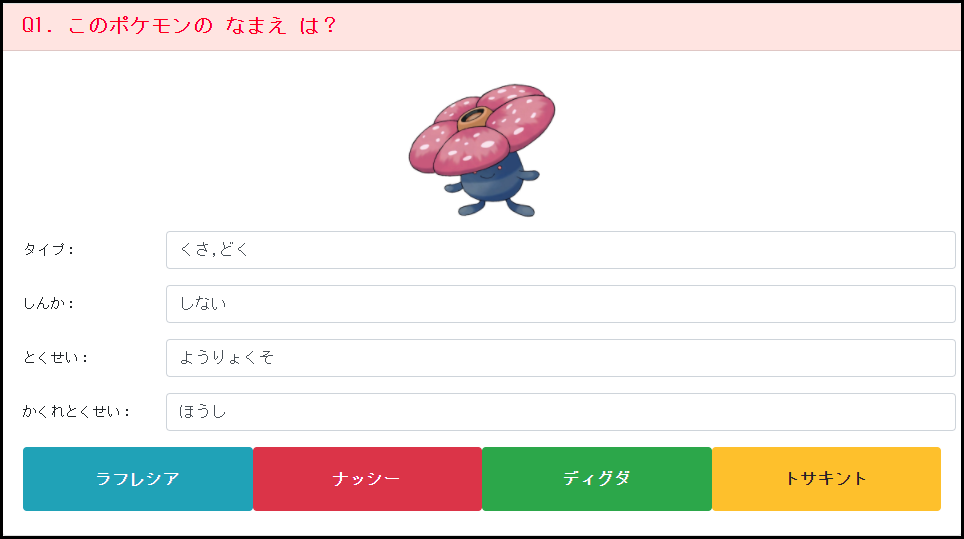 Q1. このポケモンの なまえ は？
タイプ： くさ,どく
しんか： しない
とくせい： ようりょくそ
かくれとくせい： ほうし
ラフレシア ナッシー ディグダ トサキント